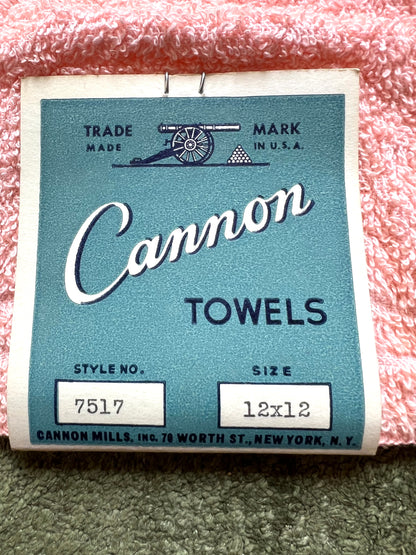 TRADE MARK
MADE IN U.S.A.
Cannon
TOWELS
STYLE NO. SIZE
7517 12x12
CANNON MILLS, INC. 70 WORTH ST., NEW YORK, N. Y.